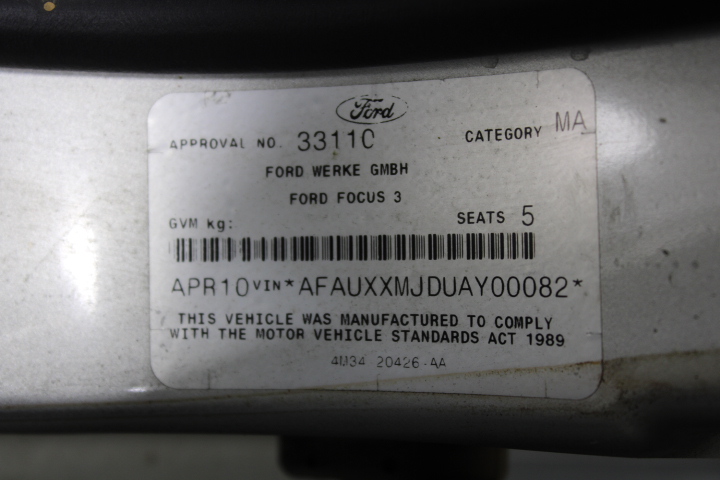 Ford
APPROVAL NO. 33110 CATEGORY MA
FORD WERKE GMBH
FORD FOCUS 3
GVM kg: SEATS 5
APR10 VIN*AFAUXXMJDUAY00082*
THIS VEHICLE WAS MANUFACTURED TO COMPLY
WITH THE MOTOR VEHICLE STANDARDS ACT 1989
4M34 20426-AA